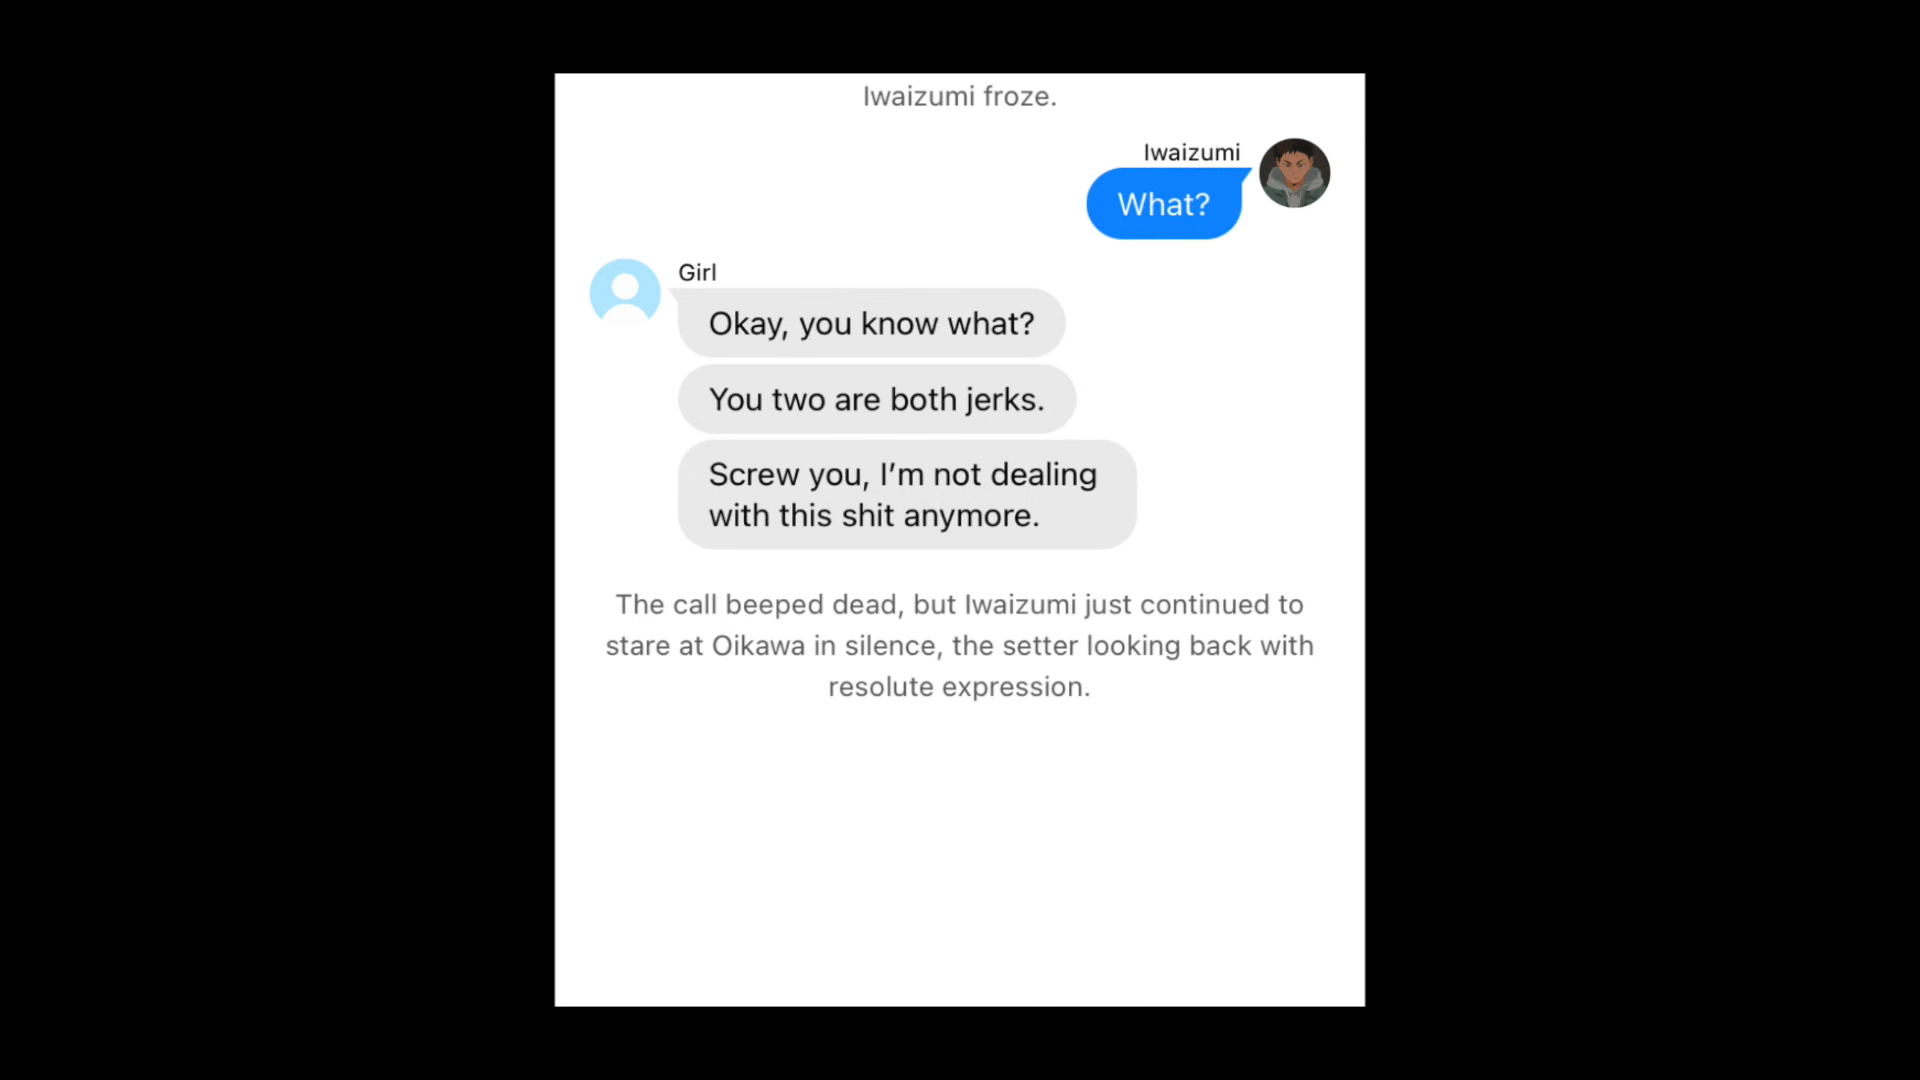 Iwaizumi froze.
Iwaizumi
What?
Girl
Okay, you know what?
You two are both jerks.
Screw you, I’m not dealing
with this shit anymore.
The call beeped dead, but Iwaizumi just continued to
stare at Oikawa in silence, the setter looking back with
resolute expression.